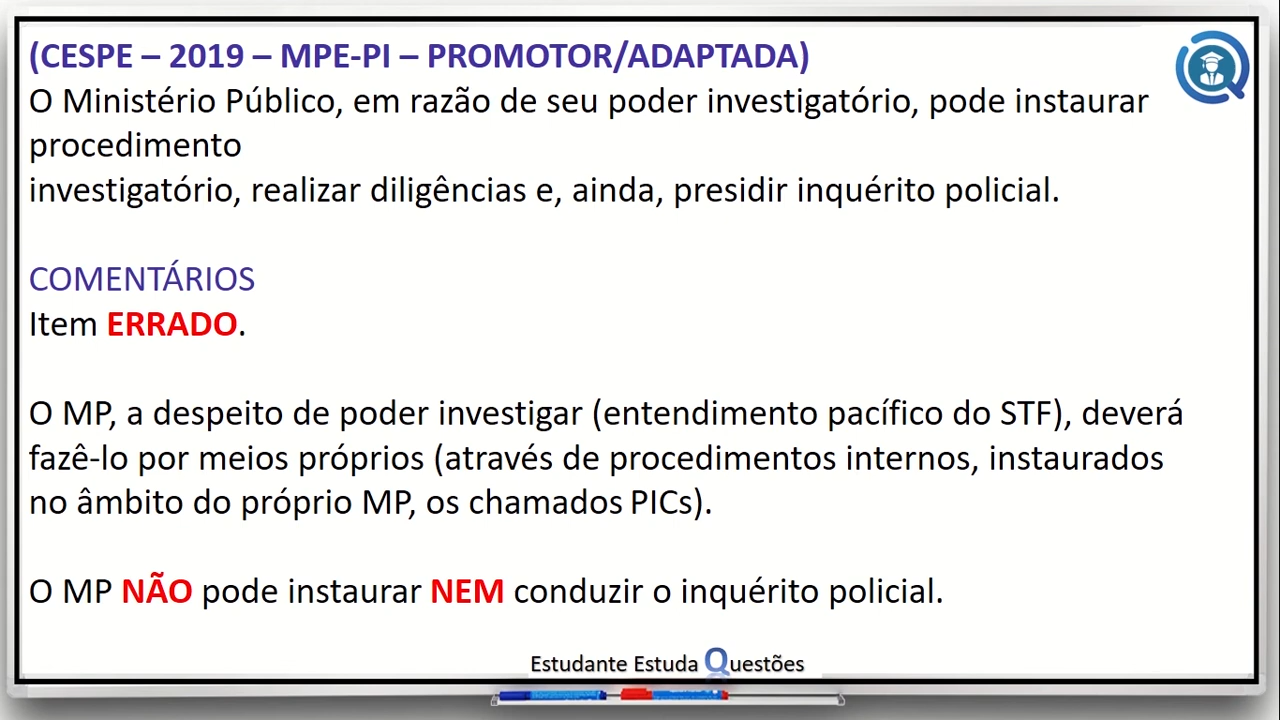 (CESPE – 2019 – MPE-PI – PROMOTOR/ADAPTADA)
O Ministério Público, em razão de seu poder investigatório, pode instaurar
procedimento
investigatório, realizar diligências e, ainda, presidir inquérito policial.
COMENTÁRIOS
Item ERRADO.
O MP, a despeito de poder investigar (entendimento pacífico do STF), deverá
fazê-lo por meios próprios (através de procedimentos internos, instaurados
no âmbito do próprio MP, os chamados PICs).
O MP NÃO pode instaurar NEM conduzir o inquérito policial.
Estudante Estuda Questões